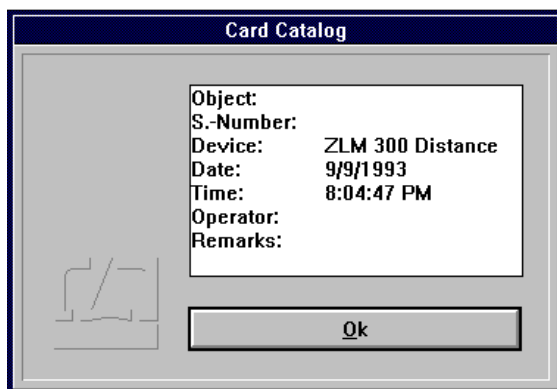 Card Catalog
Object:
S.-Number:
Device: ZLM 300 Distance
Date: 9/9/1993
Time: 8:04:47 PM
Operator:
Remarks:
Ok